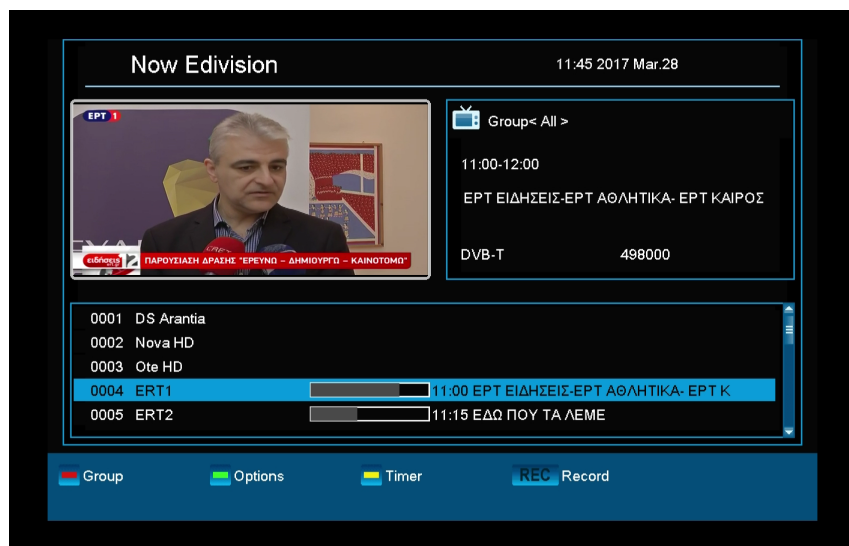 Now Edivision
11:45 2017 Mar.28
ΕΡΤ 1
ειδήσεις 12 ΠΑΡΟΥΣΙΑΣΗ ΔΡΑΣΗΣ "ΕΡΕΥΝΩ – ΔΗΜΙΟΥΡΓΩ – ΚΑΙΝΟΤΟΜΩ"
Group< All >
11:00-12:00
ΕΡΤ ΕΙΔΗΣΕΙΣ-ΕΡΤ ΑΘΛΗΤΙΚΑ- ΕΡΤ ΚΑΙΡΟΣ
DVB-T 498000
0001 DS Arantia
0002 Nova HD
0003 Ote HD
0004 ERT1 11:00 ΕΡΤ ΕΙΔΗΣΕΙΣ-ΕΡΤ ΑΘΛΗΤΙΚΑ- ΕΡΤ Κ
0005 ERT2 11:15 ΕΔΩ ΠΟΥ ΤΑ ΛΕΜΕ
Group Options Timer REC Record